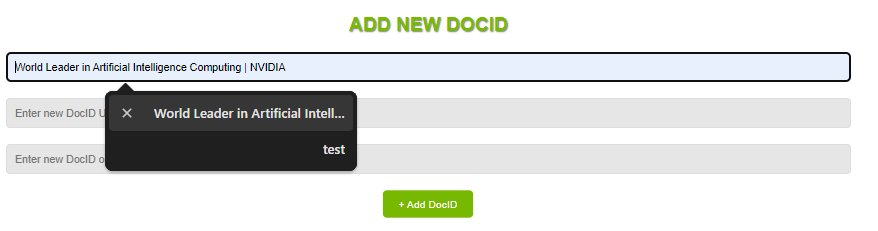 ADD NEW DOCID
World Leader in Artificial Intelligence Computing | NVIDIA
World Leader in Artificial Intell...
Enter new DocID U
test
Enter new DocID o
+ Add DocID